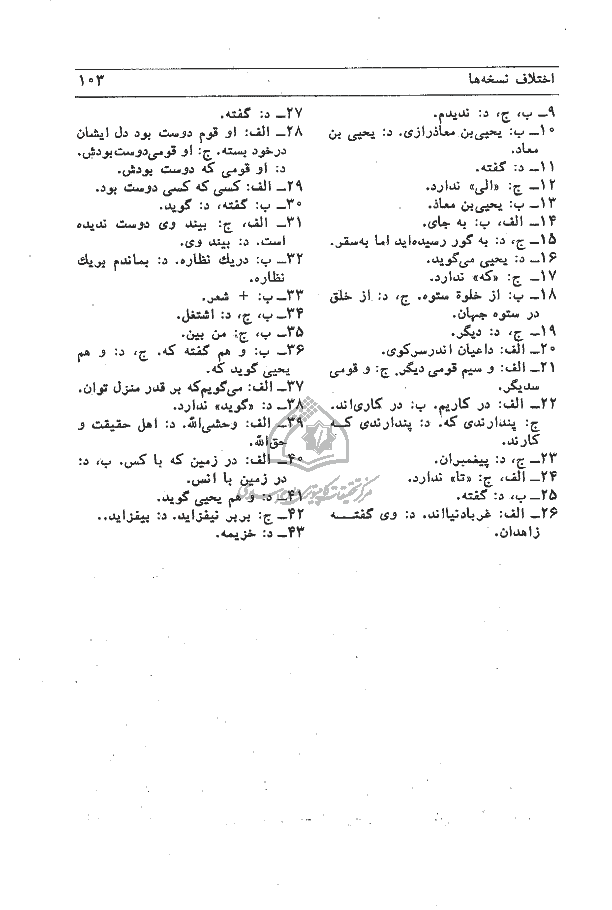 اختلاف نسخه‌ها ۱۰۳
۹ـ ب، ج، د: ندیدم.
۱۰ـ ب: یحیی‌بن معاذرازی. د: یحیی بن
معاد.
۱۱ـ د: گفته.
۱۲ـ ج: «الی» ندارد.
۱۳ـ ب: یحیی‌بن معاذ.
۱۴ـ الف، ب: به جای.
۱۵ـ ج، د: به گور رسیده‌اید اما به‌سقر.
۱۶ـ د: یحیی می‌گوید.
۱۷ـ ج: «که» ندارد.
۱۸ـ ب: از خلوة ستوه. ج، د: از خلق
در ستوه جهان.
۱۹ـ ج، د: دیگر.
۲۰ـ الف: داعیان اندرسرکوی.
۲۱ـ الف: و سیم قومی دیگر. ج: و قومی
سدیگر.
۲۲ـ الف: در کاریم. ب: در کاری‌اند.
ج: پندارندی که. د: پندارندی کـه
کارند.
۲۳ـ ج، د: پیغمبران.
۲۴ـ الف، ج: «تا» ندارد.
۲۵ـ ب، د: گفته.
۲۶ـ الف: غربادنیااند. د: وی گفتـــه
زاهدان.
۲۷ـ د: گفته.
۲۸ـ الف: او قوم دوست بود دل ایشان
درخود بسته. ج: او قومی‌دوست‌بودش.
د: او قومی که دوست بودش.
۲۹ـ الف: کسی که کسی دوست بود.
۳۰ـ ب: گفته، د: گوید.
۳۱ـ الف، ج: بیند وی دوست ندیده
است. د: بیند وی.
۳۲ـ ب: دریك نظاره. د: بماندم بریك
نظاره.
۳۳ـ ب: + شعر.
۳۴ـ ب، ج، د: اشتغل.
۳۵ـ ب، ج: من بین.
۳۶ـ ب: و هم گفته که. ج، د: و هم
یحیی گوید که.
۳۷ـ الف: می‌گویم‌که بر قدر منزل توان.
۳۸ـ د: «گوید» ندارد.
۳۹ـ الف: وحشی‌الله. د: اهل حقیقت و
حق‌الله.
۴۰ـ الف: در زمین که با کس. ب، د:
در زمین با انس.
۴۱ـ د: و هم یحیی گوید.
۴۲ـ ج: بربر نیفزاید. د: بیفزاید..
۴۳ـ د: خزیمه.